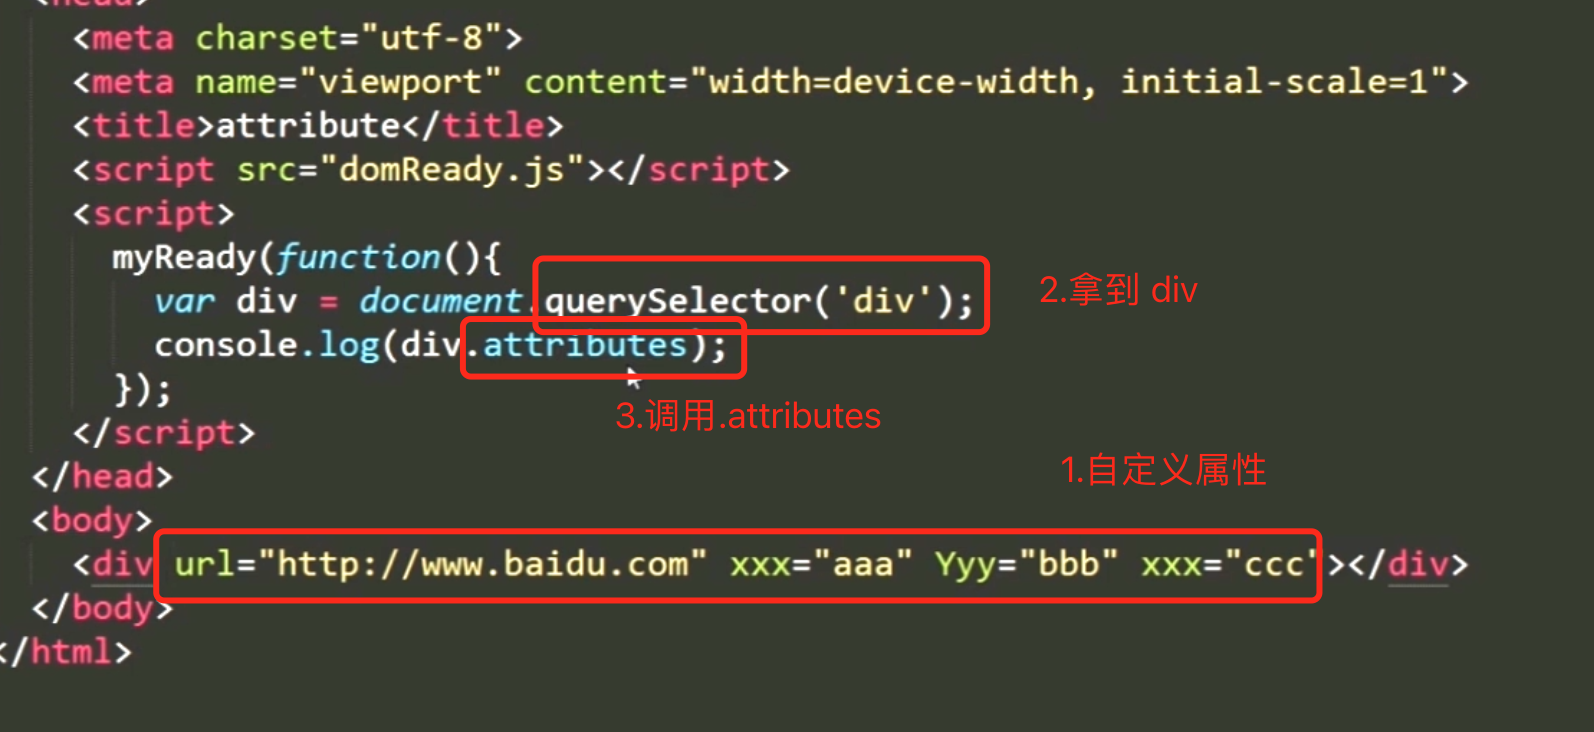 <head>
<meta charset="utf-8">
<meta name="viewport" content="width=device-width, initial-scale=1">
<title>attribute</title>
<script src="domReady.js"></script>
<script>
myReady(function(){
var div = document.querySelector('div');
2.拿到 div
console.log(div.attributes);
});
3.调用.attributes
</script>
1.自定义属性
</head>
<body>
<div url="http://www.baidu.com" xxx="aaa" Yyy="bbb" xxx="ccc"></div>
</body>
</html>